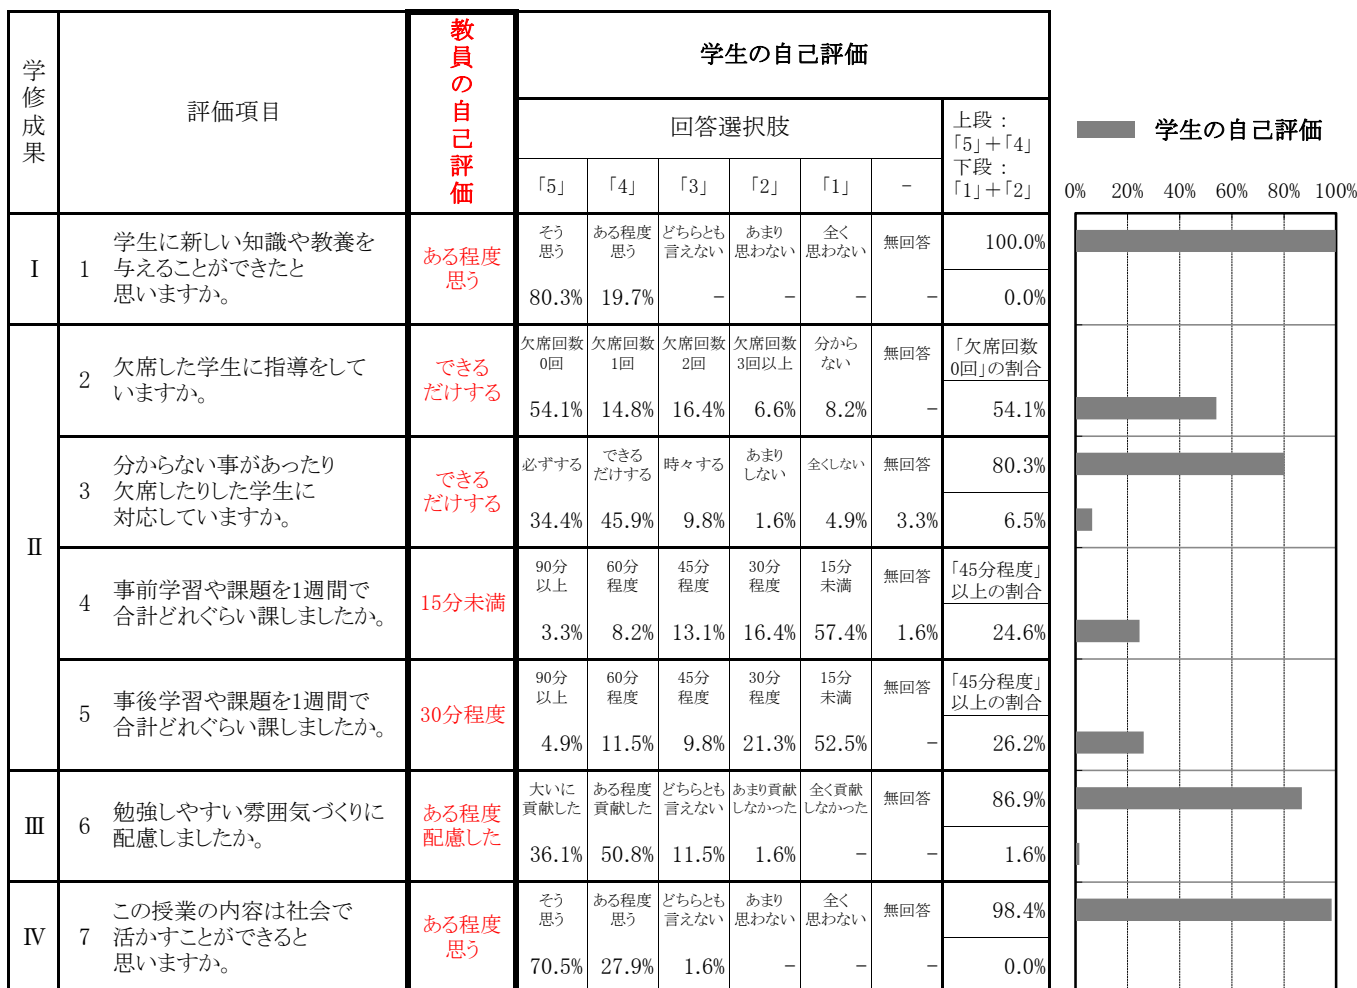 学修成果
評価項目
教員の自己評価
学生の自己評価
回答選択肢
上段：
「5」＋「4」
下段：
「1」＋「2」
「5」 「4」 「3」 「2」 「1」 －
学生の自己評価
0% 20% 40% 60% 80% 100%
Ⅰ
1
学生に新しい知識や教養を
与えることができたと
思いますか。
ある程度
思う
そう
思う
ある程度
思う
どちらとも
言えない
あまり
思わない
全く
思わない
無回答
100.0%
80.3% 19.7% － － － － 0.0%
Ⅱ
2
欠席した学生に指導をして
いますか。
できる
だけする
欠席回数
0回
欠席回数
1回
欠席回数
2回
欠席回数
3回以上
分から
ない
無回答
「欠席回数
0回」の割合
54.1% 14.8% 16.4% 6.6% 8.2% － 54.1%
3
分からない事があったり
欠席したりした学生に
対応していますか。
できる
だけする
必ずする
できる
だけする
時々する
あまり
しない
全くしない
無回答
80.3%
34.4% 45.9% 9.8% 1.6% 4.9% 3.3% 6.5%
4
事前学習や課題を1週間で
合計どれぐらい課しましたか。
15分未満
90分
以上
60分
程度
45分
程度
30分
程度
15分
未満
無回答
「45分程度」
以上の割合
3.3% 8.2% 13.1% 16.4% 57.4% 1.6% 24.6%
5
事後学習や課題を1週間で
合計どれぐらい課しましたか。
30分程度
90分
以上
60分
程度
45分
程度
30分
程度
15分
未満
無回答
「45分程度」
以上の割合
4.9% 11.5% 9.8% 21.3% 52.5% － 26.2%
Ⅲ
6
勉強しやすい雰囲気づくりに
配慮しましたか。
ある程度
配慮した
大いに
貢献した
ある程度
貢献した
どちらとも
言えない
あまり貢献
しなかった
全く貢献
しなかった
無回答
86.9%
36.1% 50.8% 11.5% 1.6% － － 1.6%
Ⅳ
7
この授業の内容は社会で
活かすことができると
思いますか。
ある程度
思う
そう
思う
ある程度
思う
どちらとも
言えない
あまり
思わない
全く
思わない
無回答
98.4%
70.5% 27.9% 1.6% － － － 0.0%